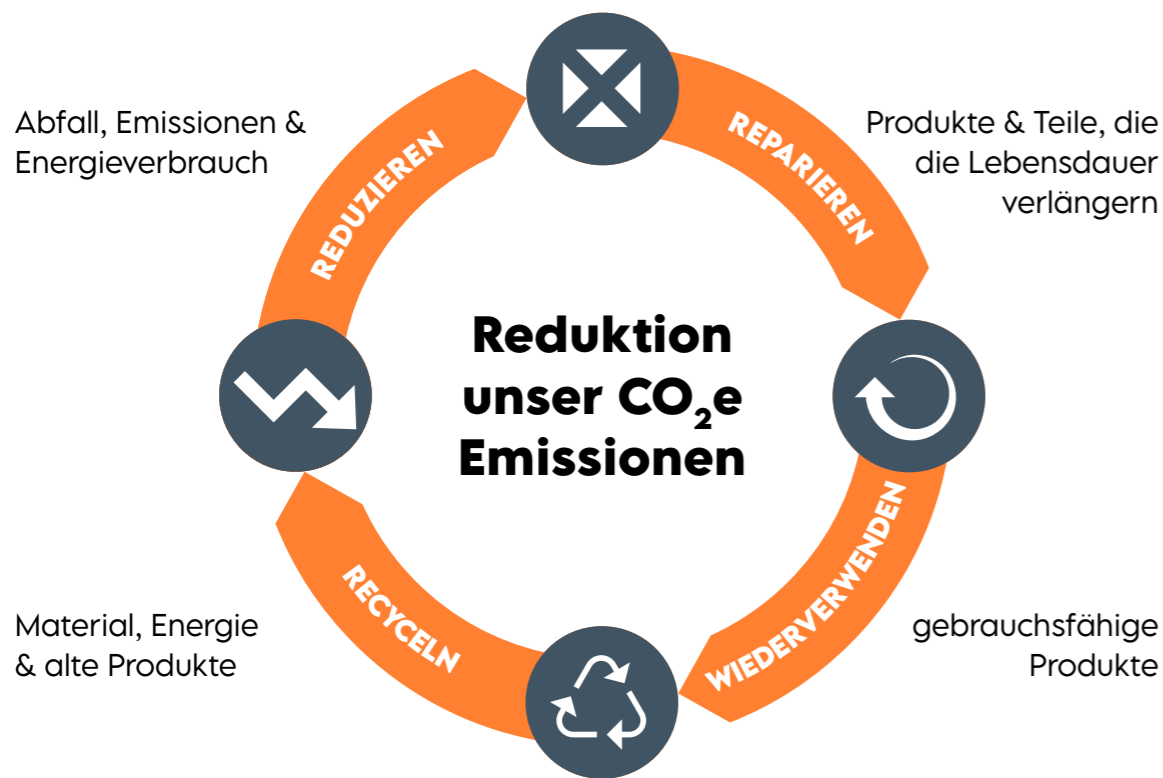 Abfall, Emissionen &
Energieverbrauch
REDUZIEREN
REPARIEREN
Produkte & Teile, die
die Lebensdauer
verlängern
Reduktion
unser CO₂e
Emissionen
Material, Energie
& alte Produkte
RECYCELN
WIEDERVERWENDEN
gebrauchsfähige
Produkte